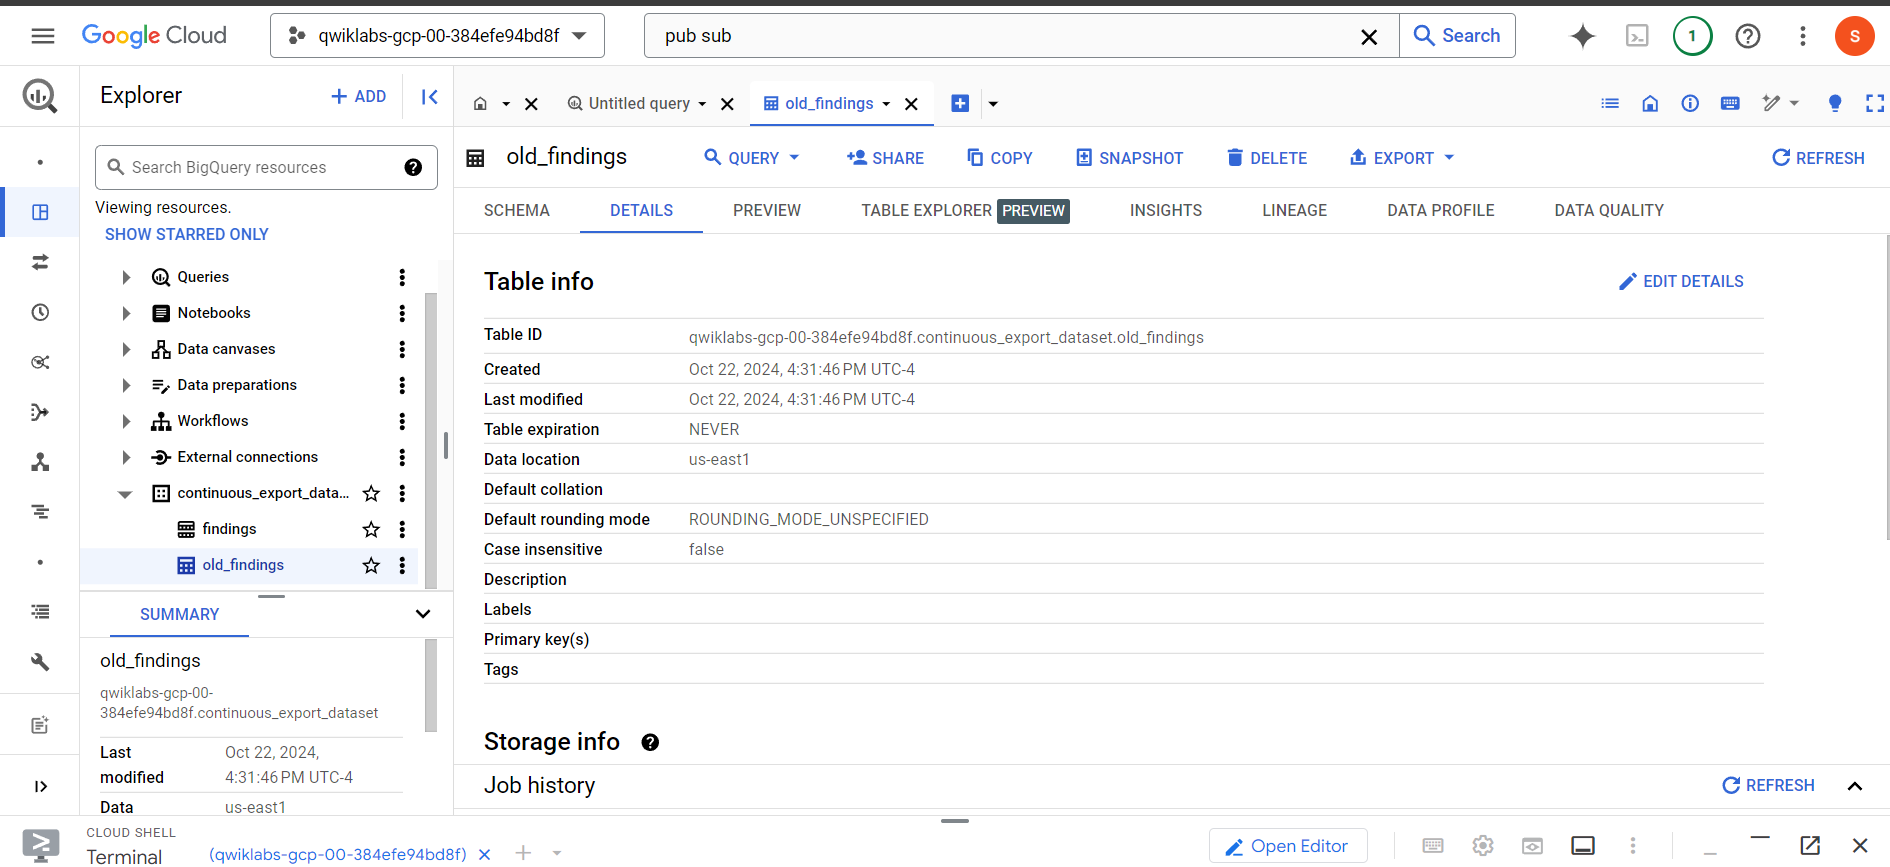 Google Cloud
qwiklabs-gcp-00-384efe94bd8f
pub sub
Search
1
S
Explorer
ADD
Untitled query
old_findings
Search BigQuery resources
Viewing resources.
SHOW STARRED ONLY
Queries
Notebooks
Data canvases
Data preparations
Workflows
External connections
continuous_export_data...
findings
old_findings
SUMMARY
old_findings
qwiklabs-gcp-00-
384efe94bd8f.continuous_export_dataset
Last modified
Oct 22, 2024, 4:31:46 PM UTC-4
Data
us-east1
old_findings
QUERY
SHARE
COPY
SNAPSHOT
DELETE
EXPORT
REFRESH
SCHEMA
DETAILS
PREVIEW
TABLE EXPLORER PREVIEW
INSIGHTS
LINEAGE
DATA PROFILE
DATA QUALITY
Table info
EDIT DETAILS
Table ID qwiklabs-gcp-00-384efe94bd8f.continuous_export_dataset.old_findings
Created Oct 22, 2024, 4:31:46 PM UTC-4
Last modified Oct 22, 2024, 4:31:46 PM UTC-4
Table expiration NEVER
Data location us-east1
Default collation
Default rounding mode ROUNDING_MODE_UNSPECIFIED
Case insensitive false
Description
Labels
Primary key(s)
Tags
Storage info
Job history
REFRESH
CLOUD SHELL
Terminal
(qwiklabs-gcp-00-384efe94bd8f)
Open Editor